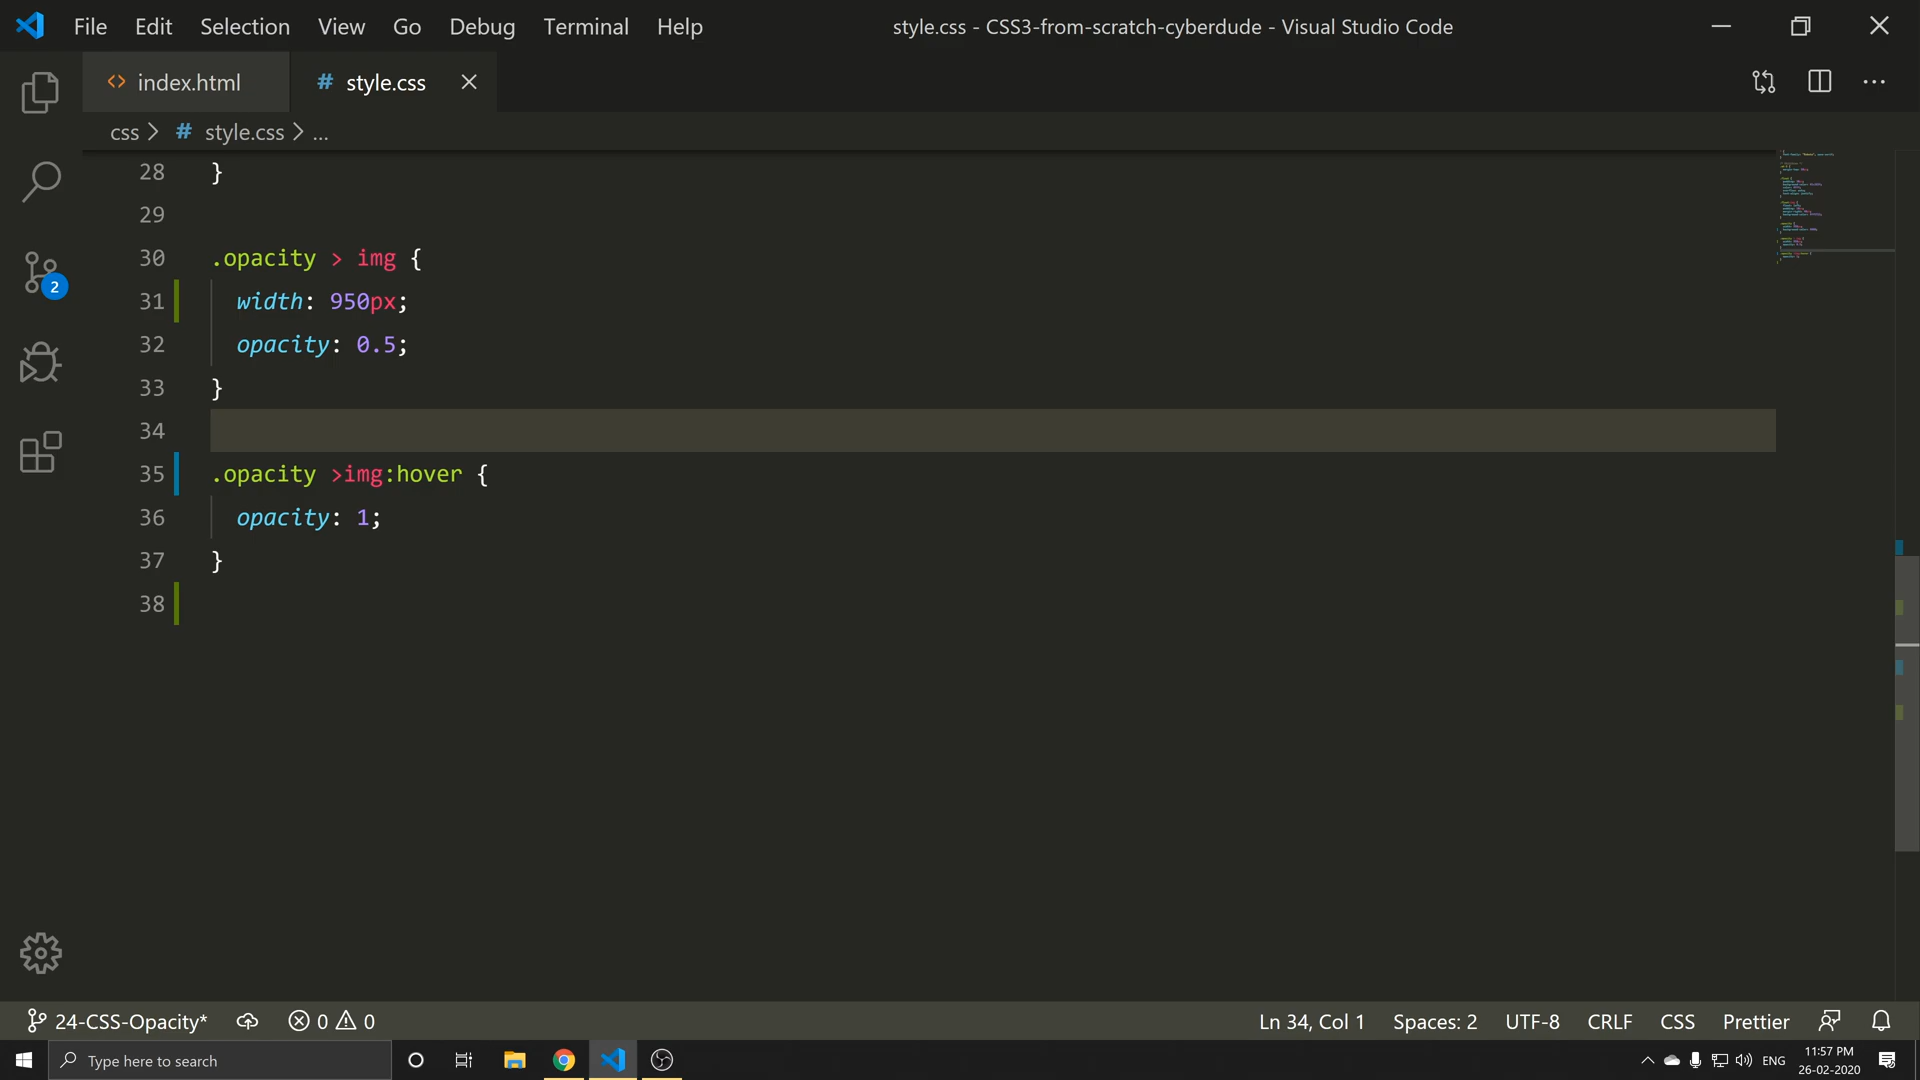 File Edit Selection View Go Debug Terminal Help
style.css - CSS3-from-scratch-cyberdude - Visual Studio Code
index.html # style.css
css > # style.css > ...
28 }
29
30 .opacity > img {
31 width: 950px;
32 opacity: 0.5;
33 }
34
35 .opacity >img:hover {
36 opacity: 1;
37 }
38
2
24-CSS-Opacity* 0 0
Ln 34, Col 1 Spaces: 2 UTF-8 CRLF CSS Prettier
Type here to search
ENG
11:57 PM
26-02-2020